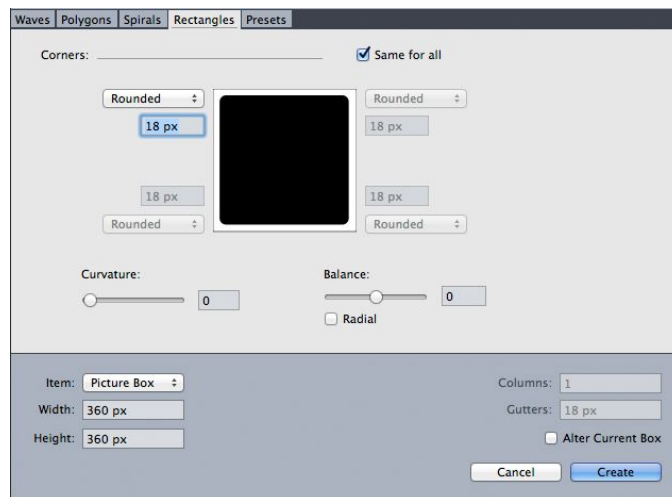 Waves Polygons Spirals Rectangles Presets
Corners: Same for all
Rounded Rounded
18 px 18 px
18 px 18 px
Rounded Rounded
Curvature: Balance:
0 0
Radial
Item: Picture Box Columns: 1
Width: 360 px Gutters: 18 px
Height: 360 px Alter Current Box
Cancel Create